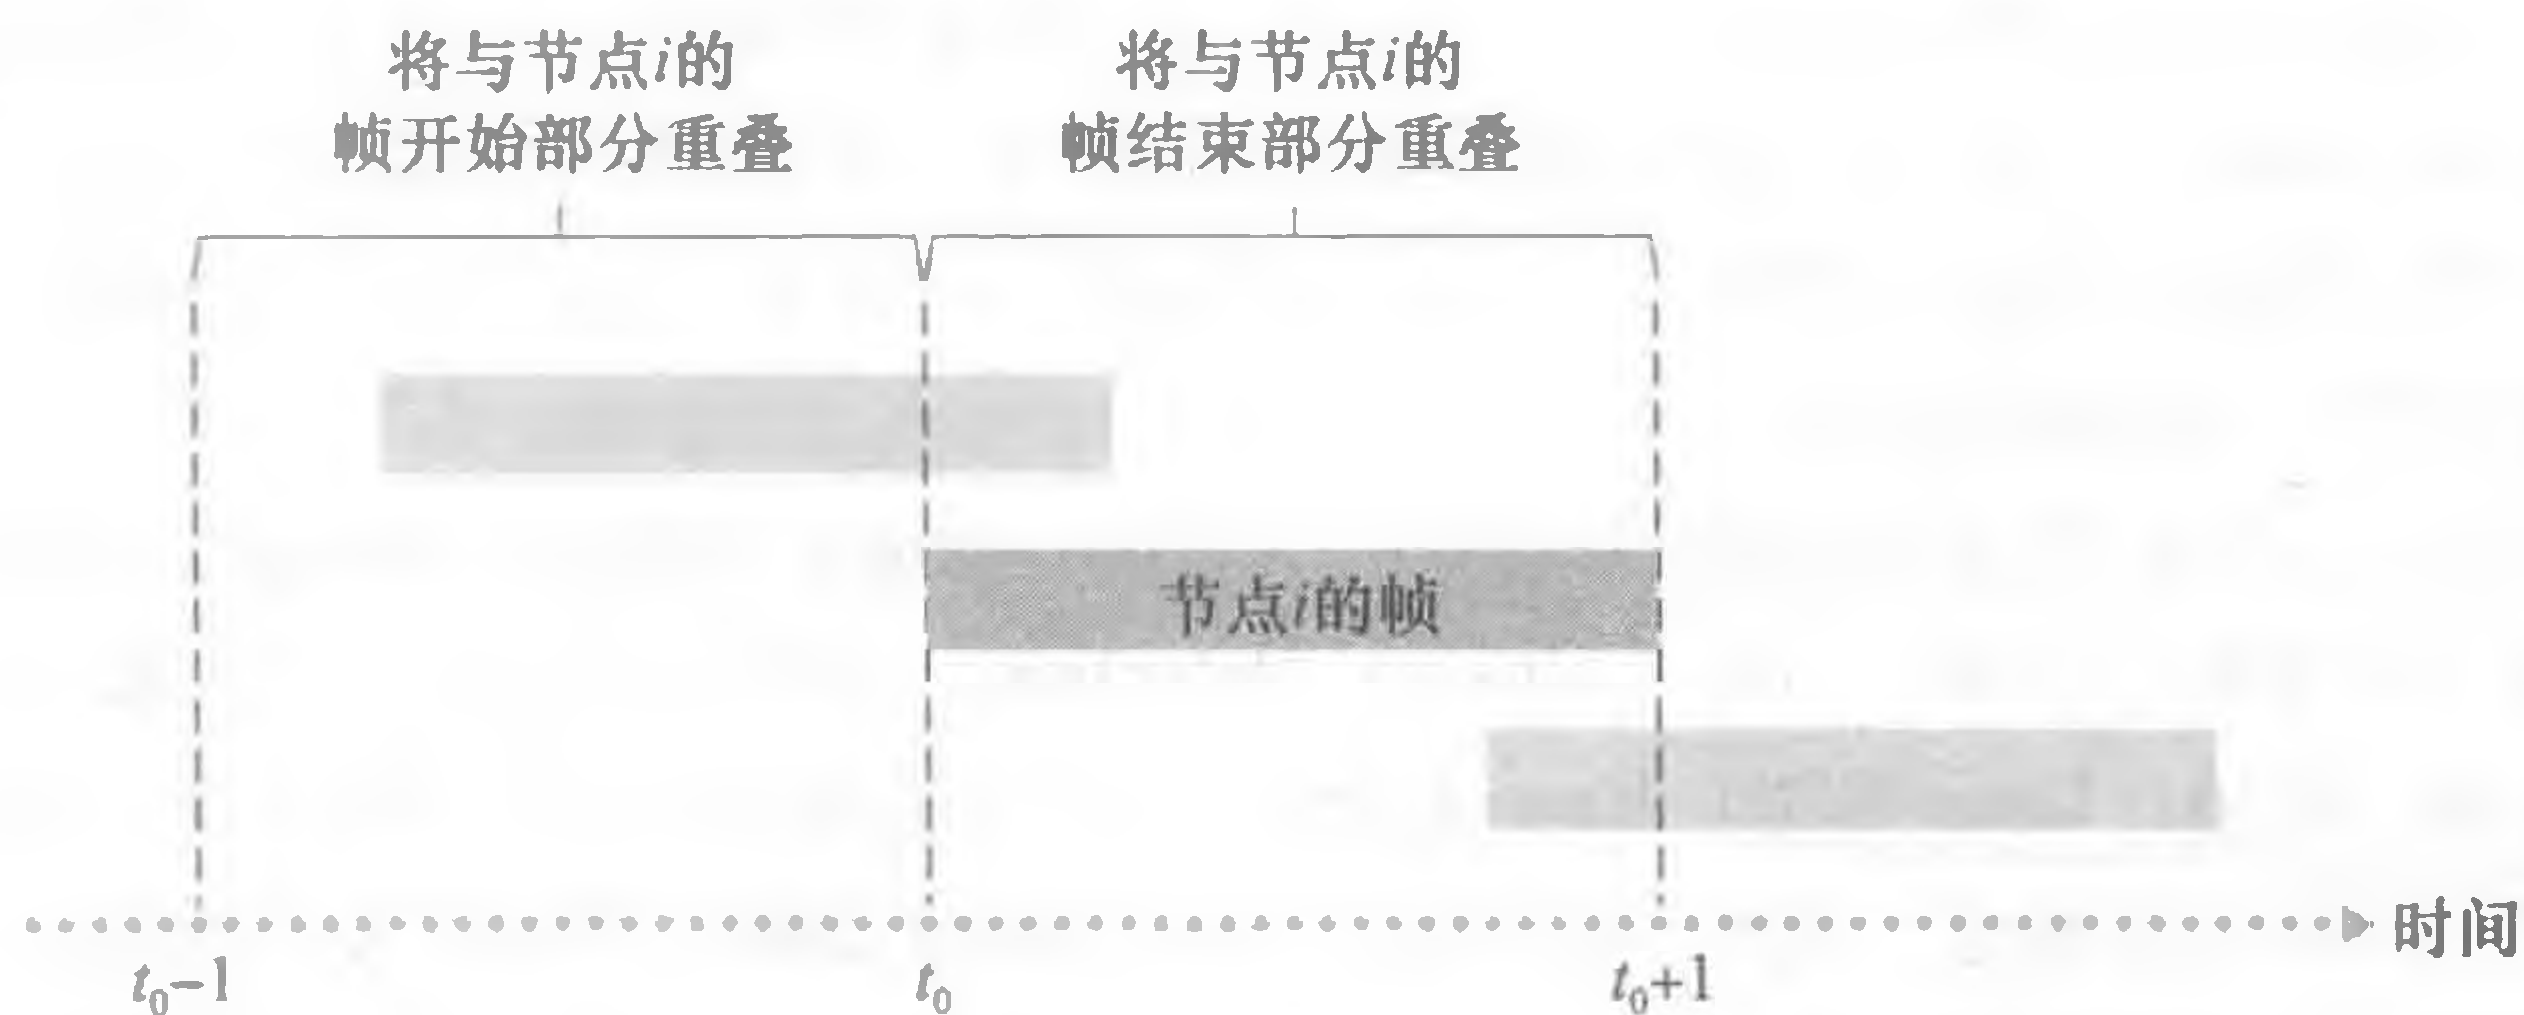 将与节点i的
帧开始部分重叠
将与节点i的
帧结束部分重叠
节点i的帧
时间
t₀-1
t₀
t₀+1